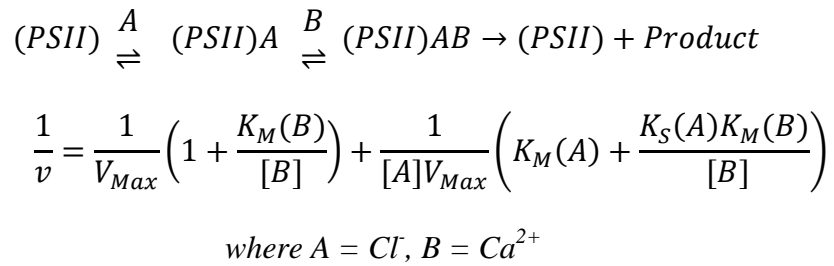 (PSII) A ⇌ (PSII)A B ⇌ (PSII)AB → (PSII) + Product
1/v = 1/V_Max (1 + K_M(B)/[B]) + 1/[A]V_Max (K_M(A) + K_S(A)K_M(B)/[B])
where A = Cl⁻, B = Ca²⁺